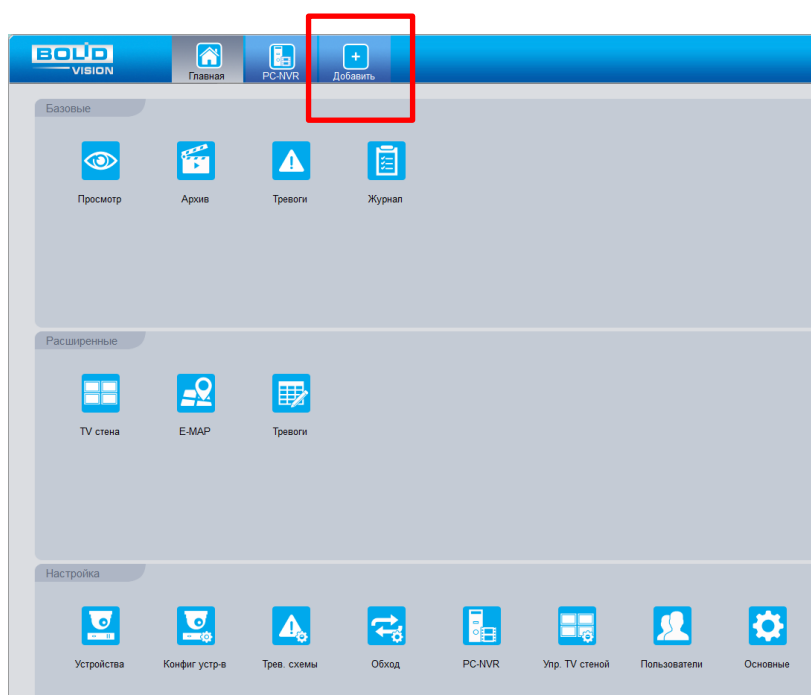 BOLID
VISION
Главная
PC-NVR
Добавить
Базовые
Просмотр
Архив
Тревоги
Журнал
Расширенные
TV стена
E-MAP
Тревоги
Настройка
Устройства
Конфиг устр-в
Трев. схемы
Обход
PC-NVR
Упр. TV стеной
Пользователи
Основные